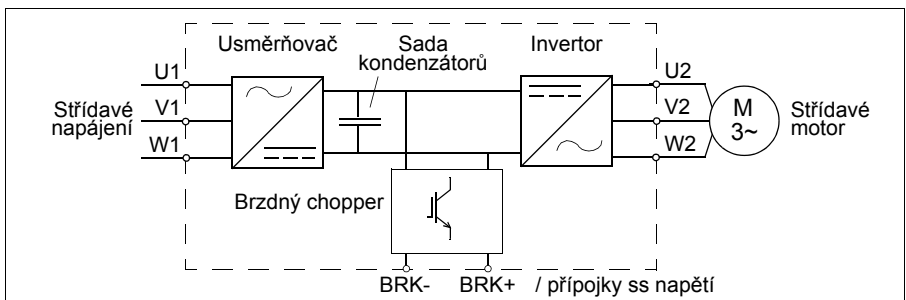 Usměrňovač
Sada
kondenzátorů
Invertor
U1
V1
W1
Střídavé
napájení
U2
V2
W2
M
3~
Střídavé
motor
Brzdný chopper
BRK- BRK+ / přípojky ss napětí